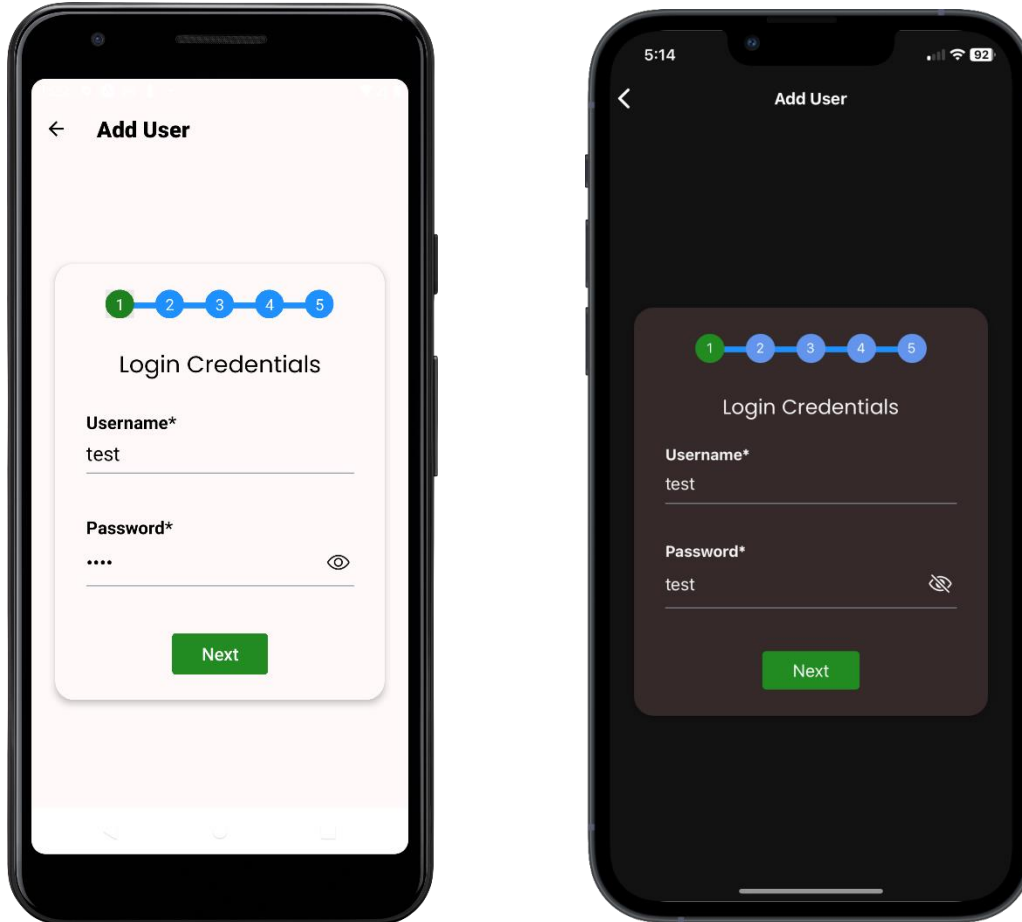 Add User
1 2 3 4 5
Login Credentials
Username*
test
Password*
••••
Next
5:14
92
Add User
1 2 3 4 5
Login Credentials
Username*
test
Password*
test
Next